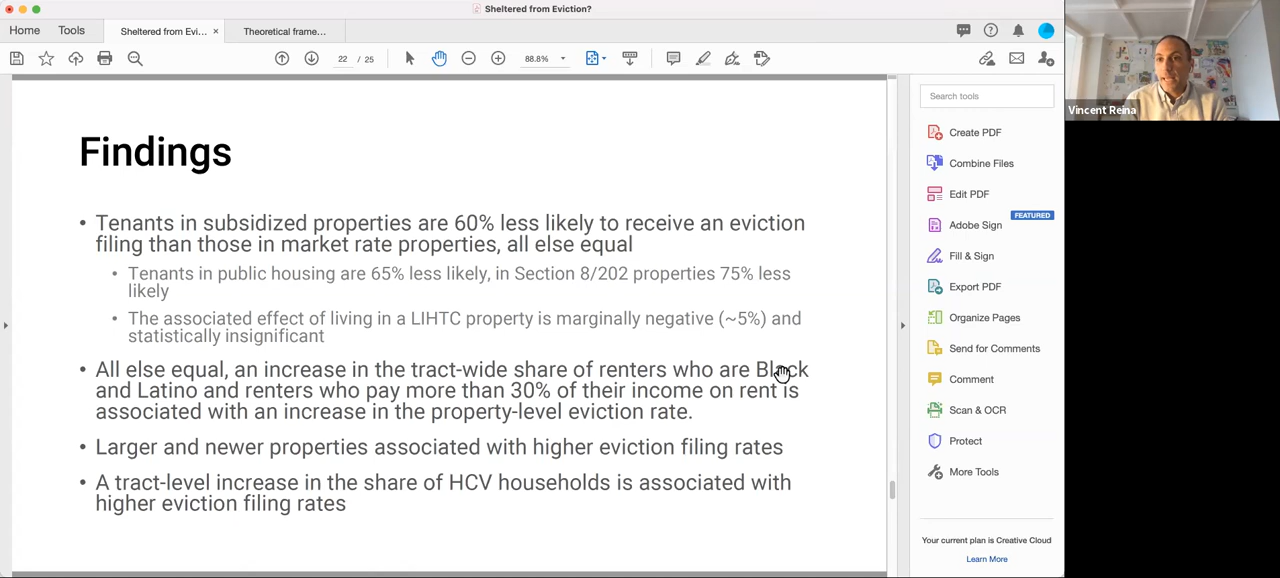 Sheltered from Eviction?
Home
Tools
Sheltered from Evi... ×
Theoretical frame...
22 / 25
88.8%
Vincent Reina
Findings
• Tenants in subsidized properties are 60% less likely to receive an eviction
filing than those in market rate properties, all else equal
• Tenants in public housing are 65% less likely, in Section 8/202 properties 75% less
likely
• The associated effect of living in a LIHTC property is marginally negative (~5%) and
statistically insignificant
• All else equal, an increase in the tract-wide share of renters who are Black
and Latino and renters who pay more than 30% of their income on rent is
associated with an increase in the property-level eviction rate.
• Larger and newer properties associated with higher eviction filing rates
• A tract-level increase in the share of HCV households is associated with
higher eviction filing rates
Search tools
Create PDF
Combine Files
Edit PDF
FEATURED
Adobe Sign
Fill & Sign
Export PDF
Organize Pages
Send for Comments
Comment
Scan & OCR
Protect
More Tools
Your current plan is Creative Cloud
Learn More